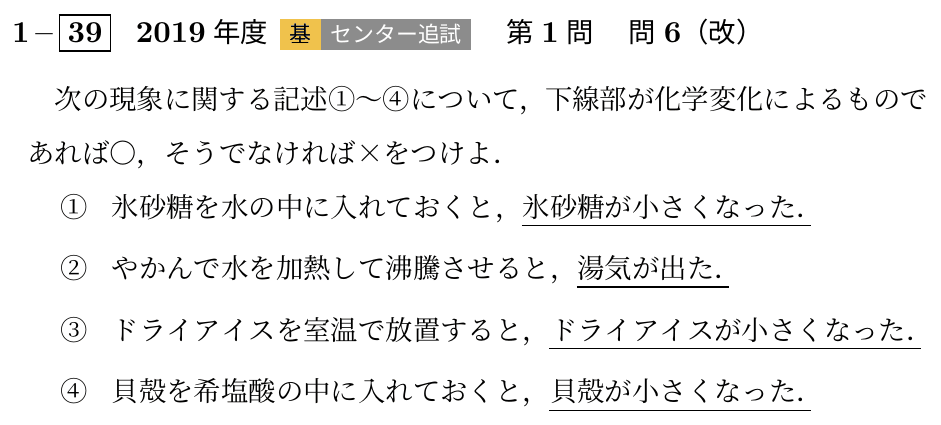 1-39 2019 年度 基 センター追試 第 1 問 問 6（改）
次の現象に関する記述①～④について，下線部が化学変化によるもので
あれば○，そうでなければ×をつけよ．
① 氷砂糖を水の中に入れておくと，氷砂糖が小さくなった．
② やかんで水を加熱して沸騰させると，湯気が出た．
③ ドライアイスを室温で放置すると，ドライアイスが小さくなった．
④ 貝殻を希塩酸の中に入れておくと，貝殻が小さくなった．